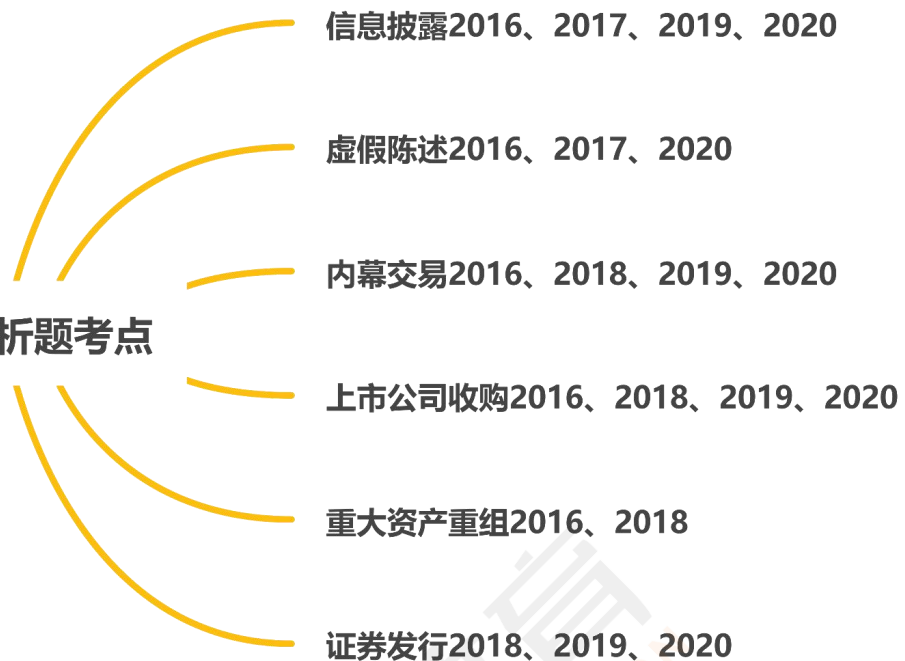 信息披露2016、2017、2019、2020
虚假陈述2016、2017、2020
内幕交易2016、2018、2019、2020
析题考点
上市公司收购2016、2018、2019、2020
重大资产重组2016、2018
证券发行2018、2019、2020